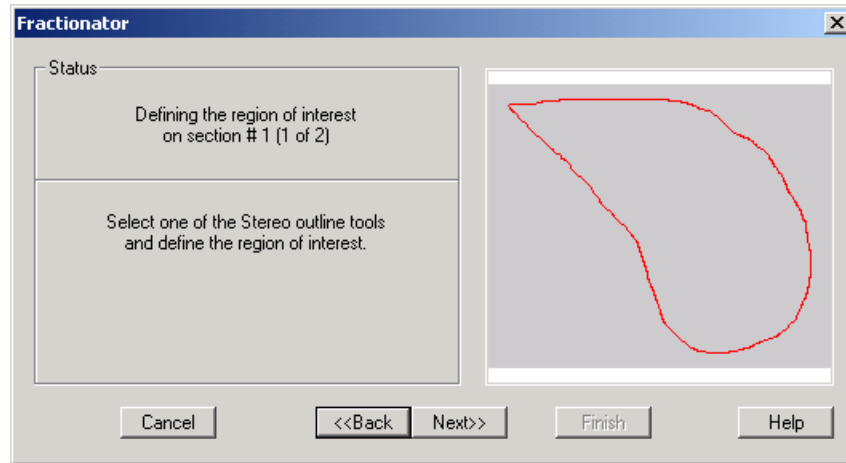 Fractionator
Status
Defining the region of interest
on section # 1 (1 of 2)
Select one of the Stereo outline tools
and define the region of interest.
Cancel
<<Back
Next>>
Finish
Help